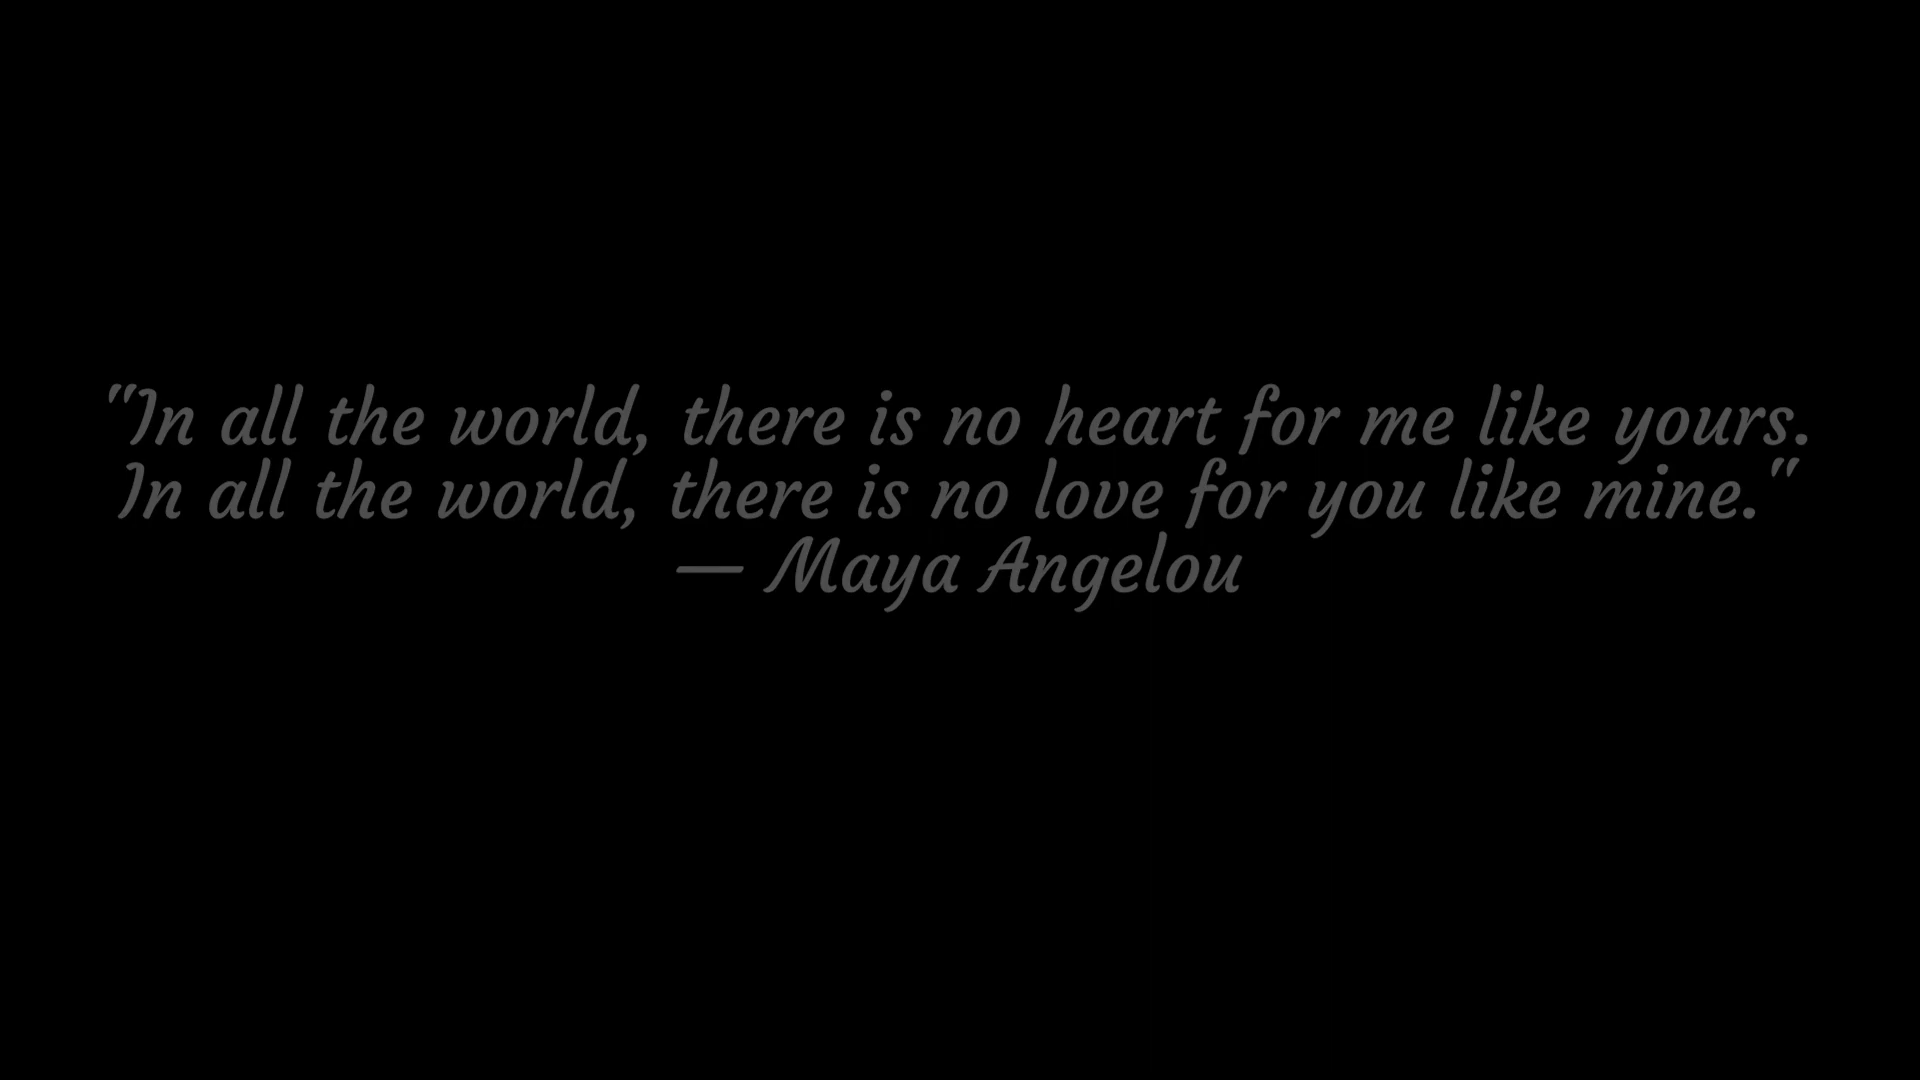 "In all the world, there is no heart for me like yours.
In all the world, there is no love for you like mine."
— Maya Angelou